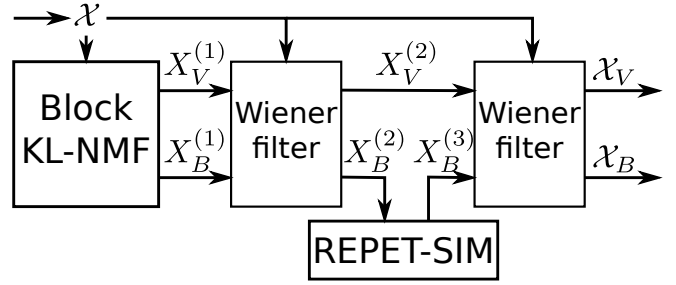 𝒳
X_V^{(1)} X_V^{(2)} 𝒳_V
Block
KL-NMF
Wiener
filter
Wiener
filter
X_B^{(1)} X_B^{(2)} X_B^{(3)} 𝒳_B
REPET-SIM